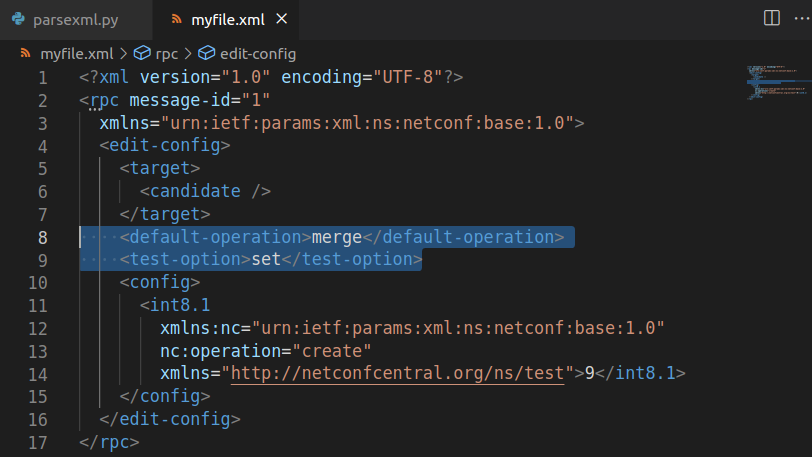 parsexml.py myfile.xml
myfile.xml > rpc > edit-config
1 <?xml version="1.0" encoding="UTF-8"?>
2 <rpc message-id="1"
3 xmlns="urn:ietf:params:xml:ns:netconf:base:1.0">
4 <edit-config>
5 <target>
6 <candidate />
7 </target>
8 <default-operation>merge</default-operation>
9 <test-option>set</test-option>
10 <config>
11 <int8.1
12 xmlns:nc="urn:ietf:params:xml:ns:netconf:base:1.0"
13 nc:operation="create"
14 xmlns="http://netconfcentral.org/ns/test">9</int8.1>
15 </config>
16 </edit-config>
17 </rpc>